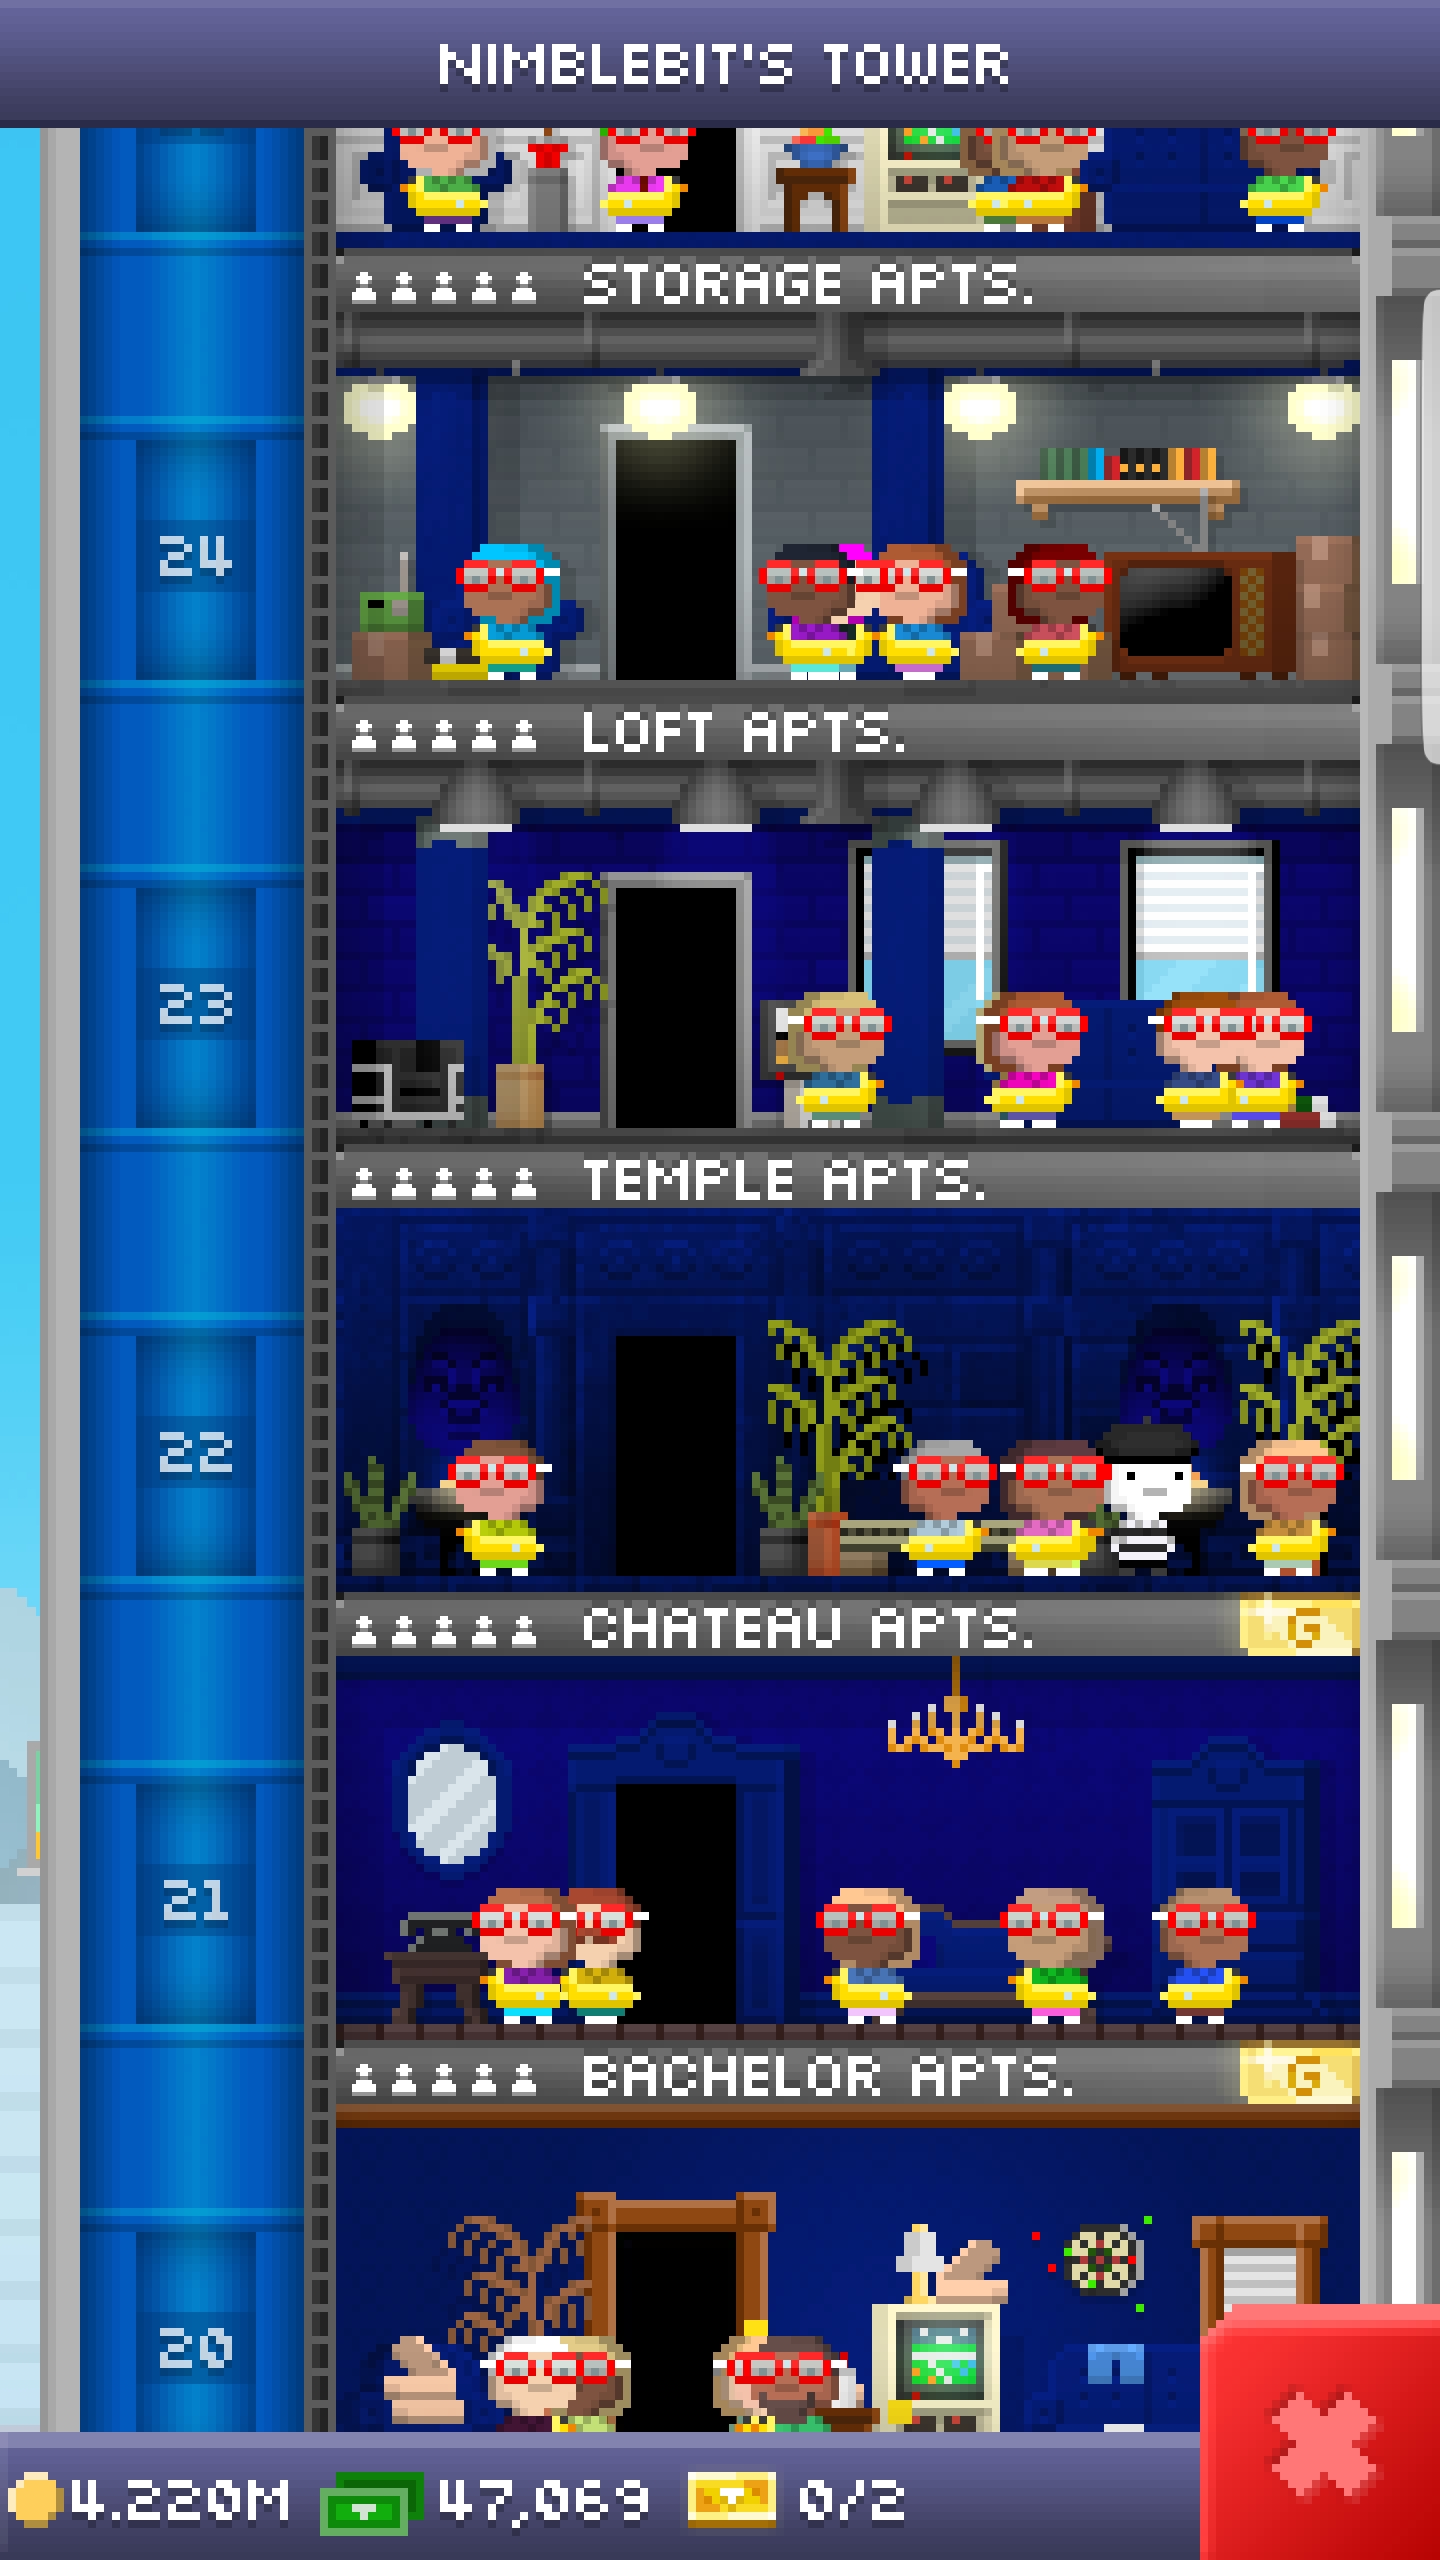 NIMBLEBIT'S TOWER
STORAGE APTS.
24
LOFT APTS.
23
TEMPLE APTS.
22
CHATEAU APTS. G
21
BACHELOR APTS. G
20
4.220M 47,069 0/2